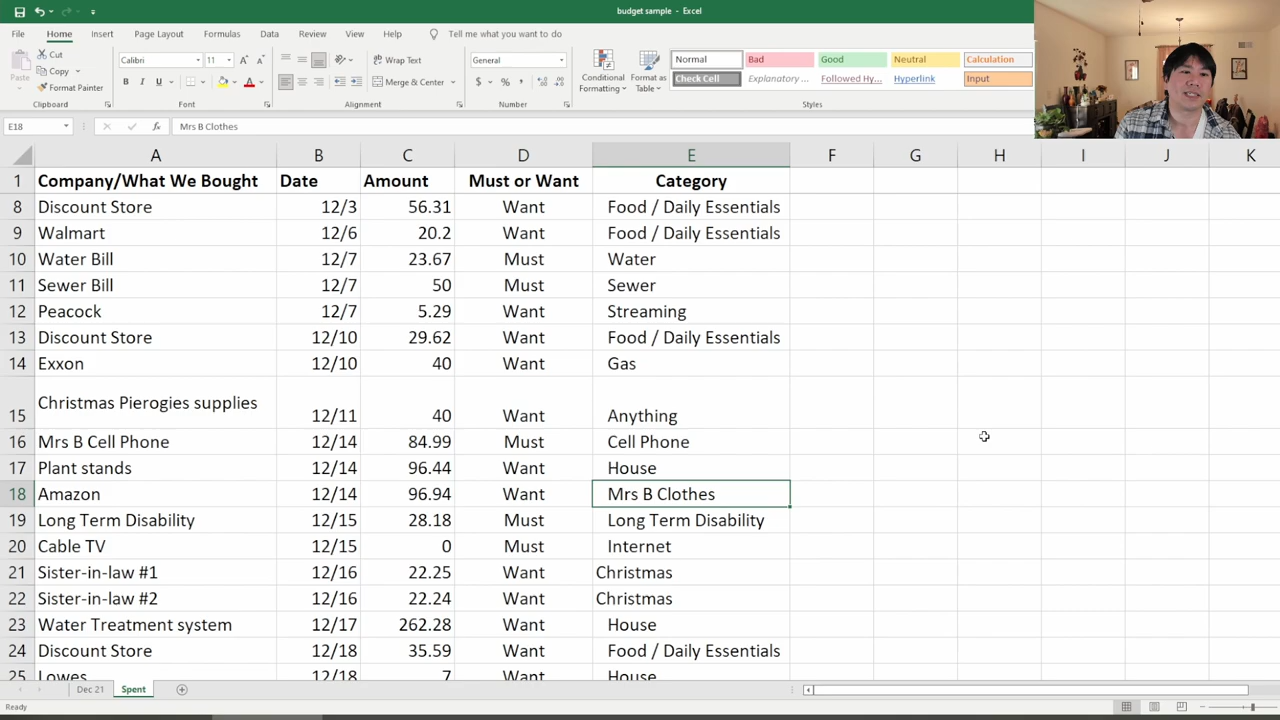 budget sample - Excel
File Home Insert Page Layout Formulas Data Review View Help Tell me what you want to do
Paste Cut Copy Format Painter Clipboard
Calibri 11 A A B I U A Font
Wrap Text Merge & Center Alignment
General $ % , Number
Conditional Formatting Format as Table
Normal Bad Good Neutral Calculation
Check Cell Explanatory ... Followed Hy... Hyperlink Input
Styles
E18 fx Mrs B Clothes
A B C D E F G H I J K
1 Company/What We Bought Date Amount Must or Want Category
8 Discount Store 12/3 56.31 Want Food / Daily Essentials
9 Walmart 12/6 20.2 Want Food / Daily Essentials
10 Water Bill 12/7 23.67 Must Water
11 Sewer Bill 12/7 50 Must Sewer
12 Peacock 12/7 5.29 Want Streaming
13 Discount Store 12/10 29.62 Want Food / Daily Essentials
14 Exxon 12/10 40 Want Gas
15 Christmas Pierogies supplies 12/11 40 Want Anything
16 Mrs B Cell Phone 12/14 84.99 Must Cell Phone
17 Plant stands 12/14 96.44 Want House
18 Amazon 12/14 96.94 Want Mrs B Clothes
19 Long Term Disability 12/15 28.18 Must Long Term Disability
20 Cable TV 12/15 0 Must Internet
21 Sister-in-law #1 12/16 22.25 Want Christmas
22 Sister-in-law #2 12/16 22.24 Want Christmas
23 Water Treatment system 12/17 262.28 Want House
24 Discount Store 12/18 35.59 Want Food / Daily Essentials
25 Lowes 12/18 7 Want House
Dec 21 Spent
Ready